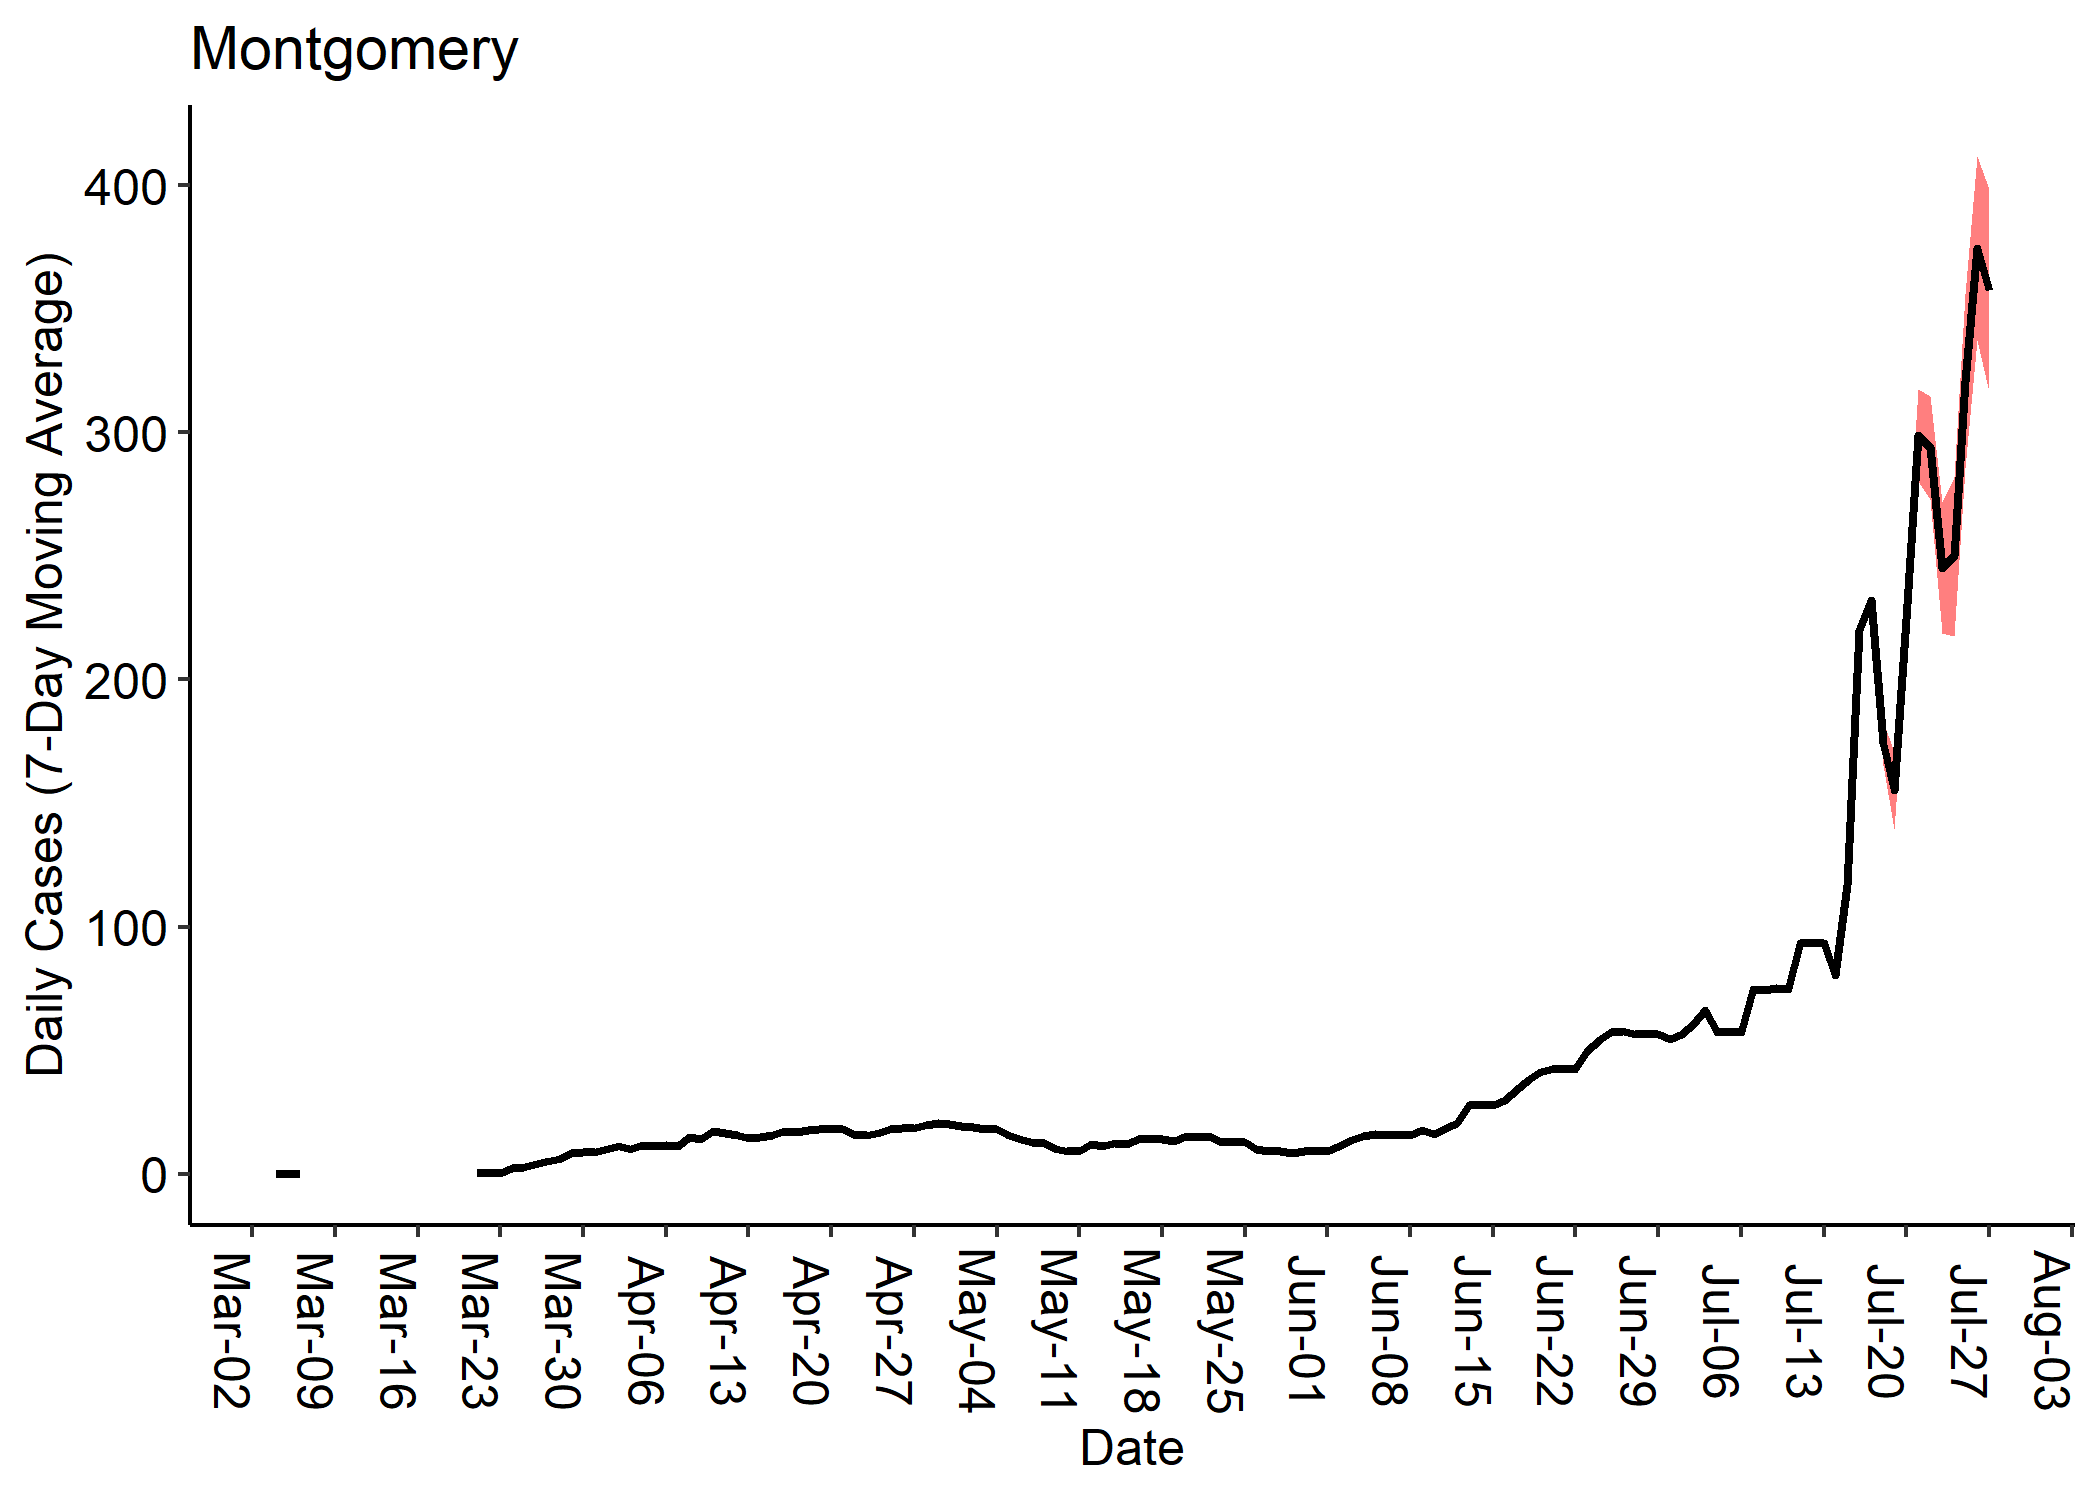 Montgomery
Daily Cases (7-Day Moving Average)
400
300
200
100
0
Mar-02
Mar-09
Mar-16
Mar-23
Mar-30
Apr-06
Apr-13
Apr-20
Apr-27
May-04
May-11
May-18
May-25
Jun-01
Jun-08
Jun-15
Jun-22
Jun-29
Jul-06
Jul-13
Jul-20
Jul-27
Aug-03
Date